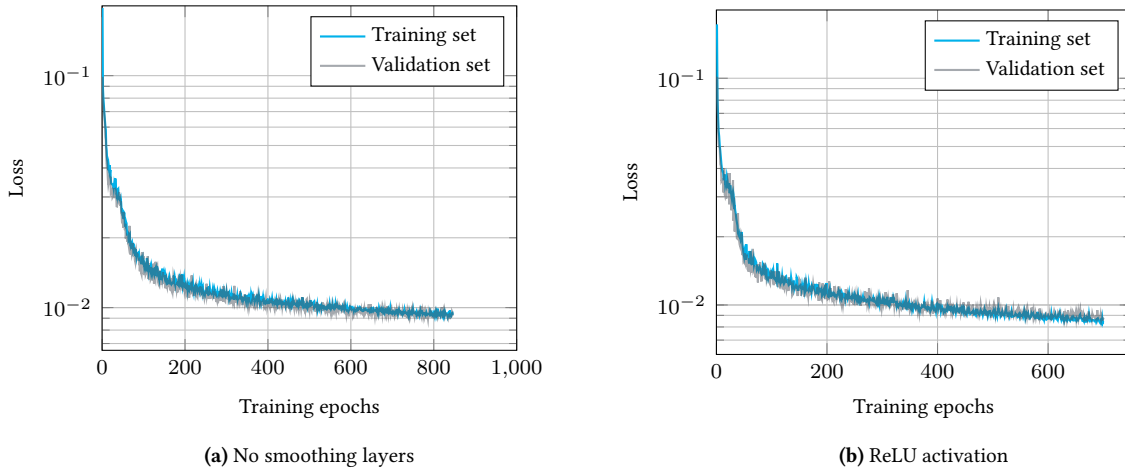 Training set
Validation set
10⁻¹
10⁻²
Loss
0 200 400 600 800 1,000
Training epochs
(a) No smoothing layers
Training set
Validation set
10⁻¹
10⁻²
Loss
0 200 400 600
Training epochs
(b) ReLU activation